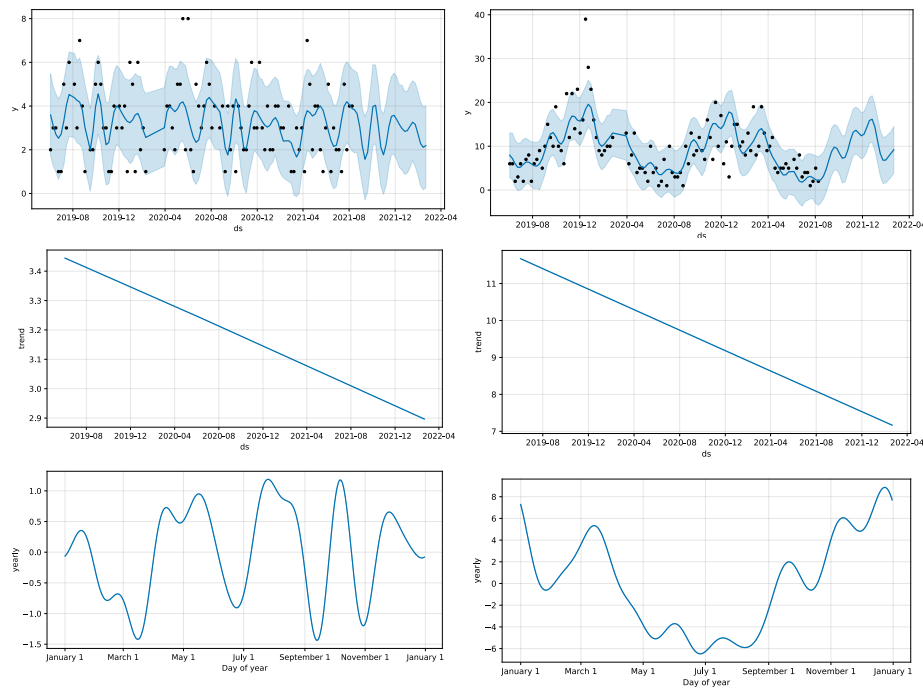 8
6
4
2
0
y
2019-08 2019-12 2020-04 2020-08 2020-12 2021-04 2021-08 2021-12 2022-04
ds
40
30
20
10
0
y
2019-08 2019-12 2020-04 2020-08 2020-12 2021-04 2021-08 2021-12 2022-04
ds
3.4
3.3
3.2
3.1
3.0
2.9
trend
2019-08 2019-12 2020-04 2020-08 2020-12 2021-04 2021-08 2021-12 2022-04
ds
11
10
9
8
7
trend
2019-08 2019-12 2020-04 2020-08 2020-12 2021-04 2021-08 2021-12 2022-04
ds
1.0
0.5
0.0
−0.5
−1.0
−1.5
yearly
January 1 March 1 May 1 July 1 September 1 November 1 January 1
Day of year
8
6
4
2
0
−2
−4
−6
yearly
January 1 March 1 May 1 July 1 September 1 November 1 January 1
Day of year